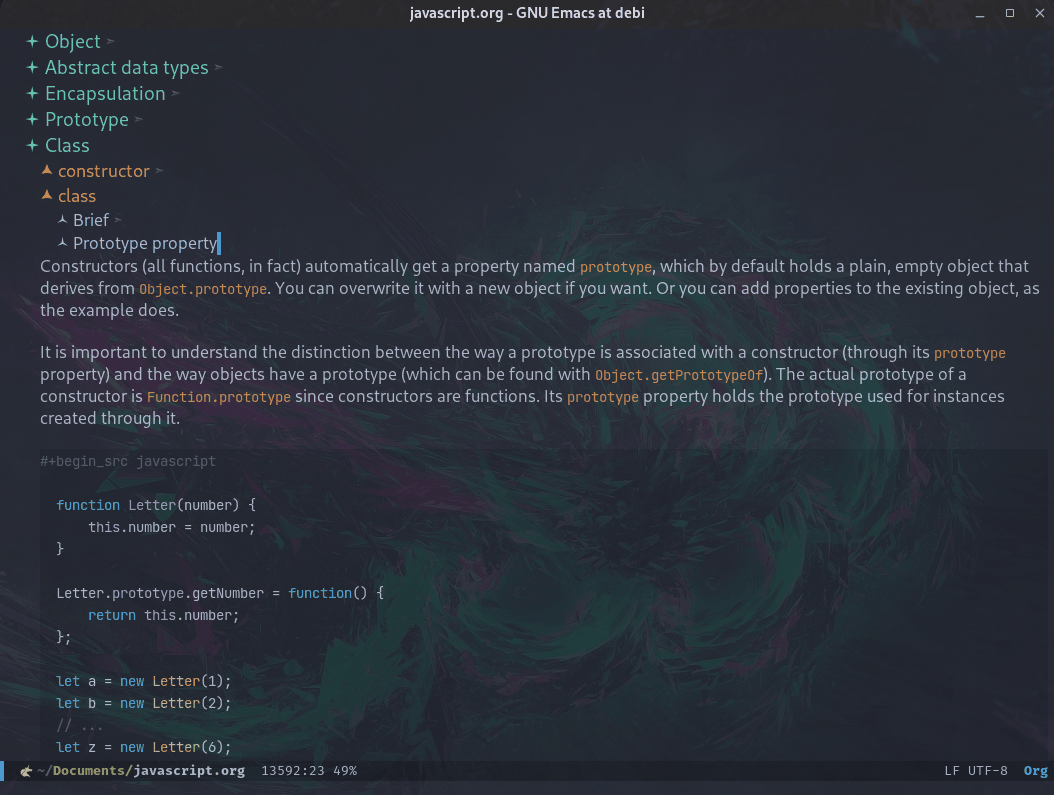 javascript.org - GNU Emacs at debi
Object
Abstract data types
Encapsulation
Prototype
Class
constructor
class
Brief
Prototype property
Constructors (all functions, in fact) automatically get a property named prototype, which by default holds a plain, empty object that
derives from Object.prototype. You can overwrite it with a new object if you want. Or you can add properties to the existing object, as
the example does.
It is important to understand the distinction between the way a prototype is associated with a constructor (through its prototype
property) and the way objects have a prototype (which can be found with Object.getPrototypeOf). The actual prototype of a
constructor is Function.prototype since constructors are functions. Its prototype property holds the prototype used for instances
created through it.
#+begin_src javascript
function Letter(number) {
this.number = number;
}
Letter.prototype.getNumber = function() {
return this.number;
};
let a = new Letter(1);
let b = new Letter(2);
// ...
let z = new Letter(6);
~/Documents/javascript.org 13592:23 49% LF UTF-8 Org